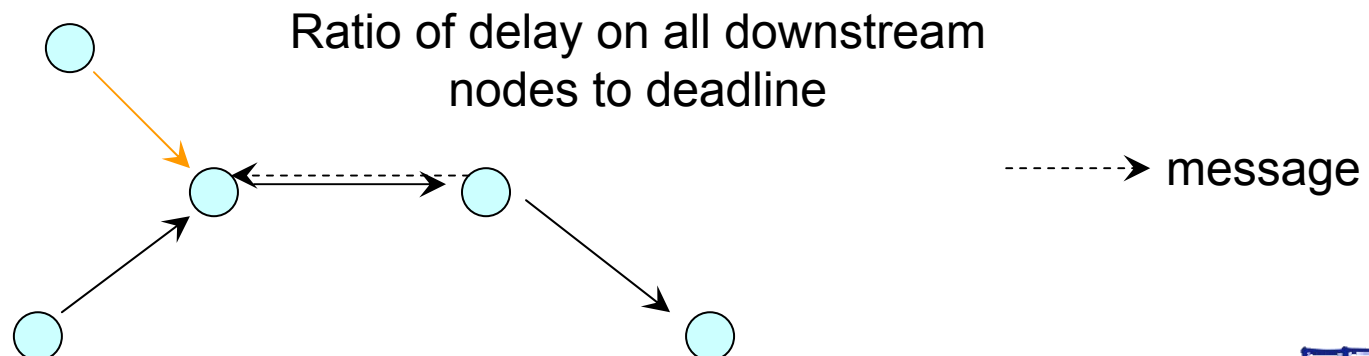 Ratio of delay on all downstream
nodes to deadline
message